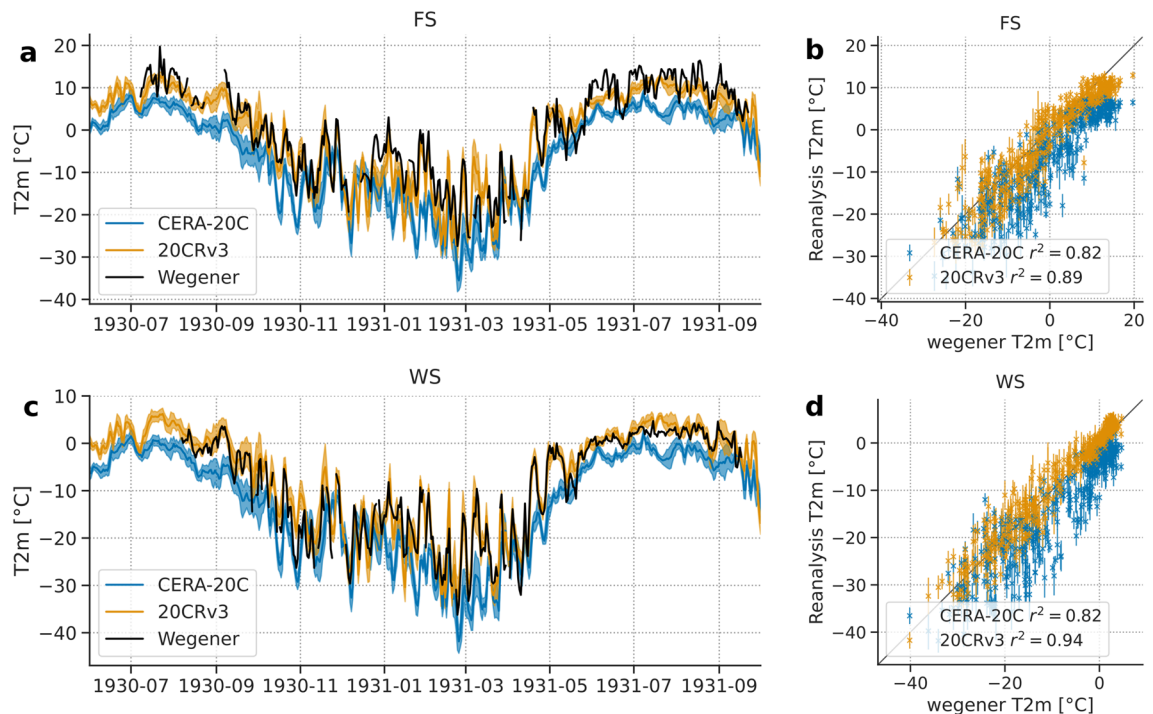 FS
a
20
10
0
−10
−20
−30
−40
T2m [°C]
CERA-20C
20CRv3
Wegener
1930-07 1930-09 1930-11 1931-01 1931-03 1931-05 1931-07 1931-09
FS
b
20
10
0
−10
−20
−30
−40
Reanalysis T2m [°C]
CERA-20C r² = 0.82
20CRv3 r² = 0.89
−40 −20 0 20
wegener T2m [°C]
WS
c
10
0
−10
−20
−30
−40
T2m [°C]
CERA-20C
20CRv3
Wegener
1930-07 1930-09 1930-11 1931-01 1931-03 1931-05 1931-07 1931-09
WS
d
0
−10
−20
−30
−40
Reanalysis T2m [°C]
CERA-20C r² = 0.82
20CRv3 r² = 0.94
−40 −20 0
wegener T2m [°C]